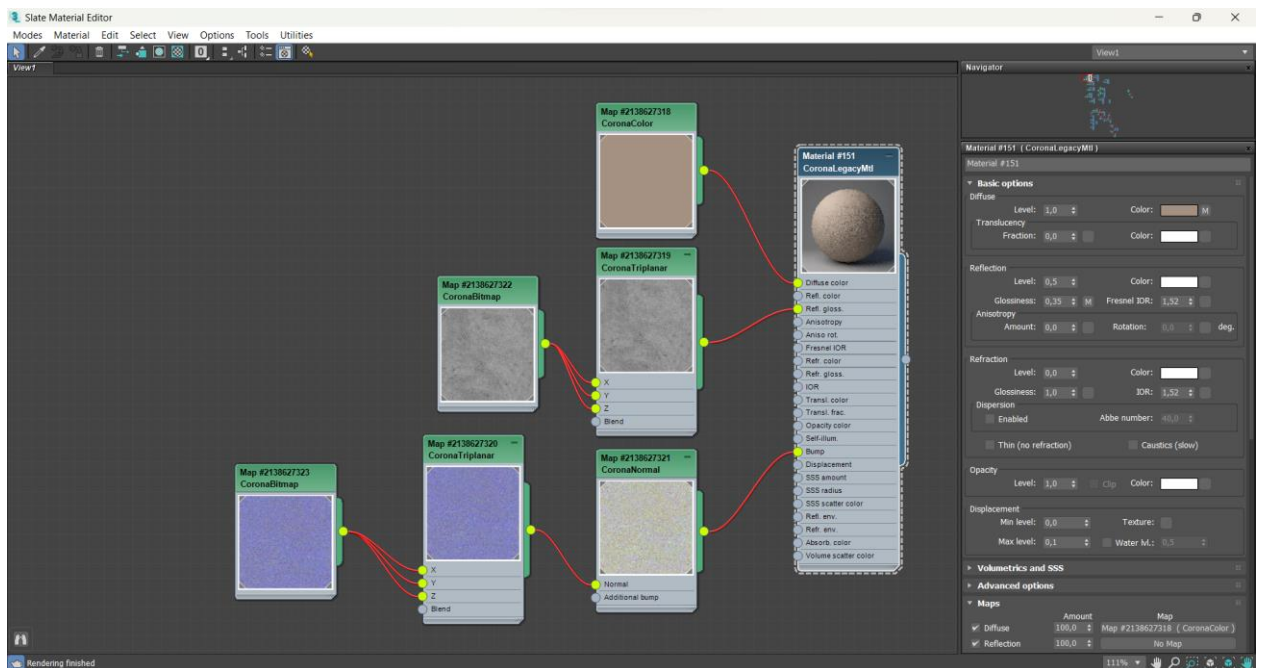 Slate Material Editor
Modes Material Edit Select View Options Tools Utilities
View1
View1
Navigator
Map #2138627318
CoronaColor
Material #151
CoronaLegacyMtl
Diffuse color
Refl. color
Refl. gloss.
Anisotropy
Aniso rot.
Fresnel IOR
Refr. color
Refr. gloss.
IOR
Transl. color
Transl. frac.
Opacity color
Self-illum.
Bump
Displacement
SSS amount
SSS radius
SSS scatter color
Refl. env.
Refr. env.
Absorb. color
Volume scatter color
Map #2138627319
CoronaTriplanar
X
Y
Z
Blend
Map #2138627322
CoronaBitmap
Map #2138627320
CoronaTriplanar
X
Y
Z
Blend
Map #2138627321
CoronaNormal
Normal
Additional bump
Map #2138627323
CoronaBitmap
Material #151 ( CoronaLegacyMtl )
Material #151
Basic options
Diffuse
Level: 1,0 Color: M
Translucency
Fraction: 0,0 Color:
Reflection
Level: 0,5 Color:
Glossiness: 0,35 M Fresnel IOR: 1,52
Anisotropy
Amount: 0,0 Rotation: 0,0 deg.
Refraction
Level: 0,0 Color:
Glossiness: 1,0 IOR: 1,52
Dispersion
Enabled Abbe number: 40,0
Thin (no refraction) Caustics (slow)
Opacity
Level: 1,0 Clip Color:
Displacement
Min level: 0,0 Texture:
Max level: 0,1 Water lvl.: 0,5
Volumetrics and SSS
Advanced options
Maps
Amount Map
Diffuse 100,0 Map #2138627318 ( CoronaColor )
Reflection 100,0 No Map
Rendering finished
111%